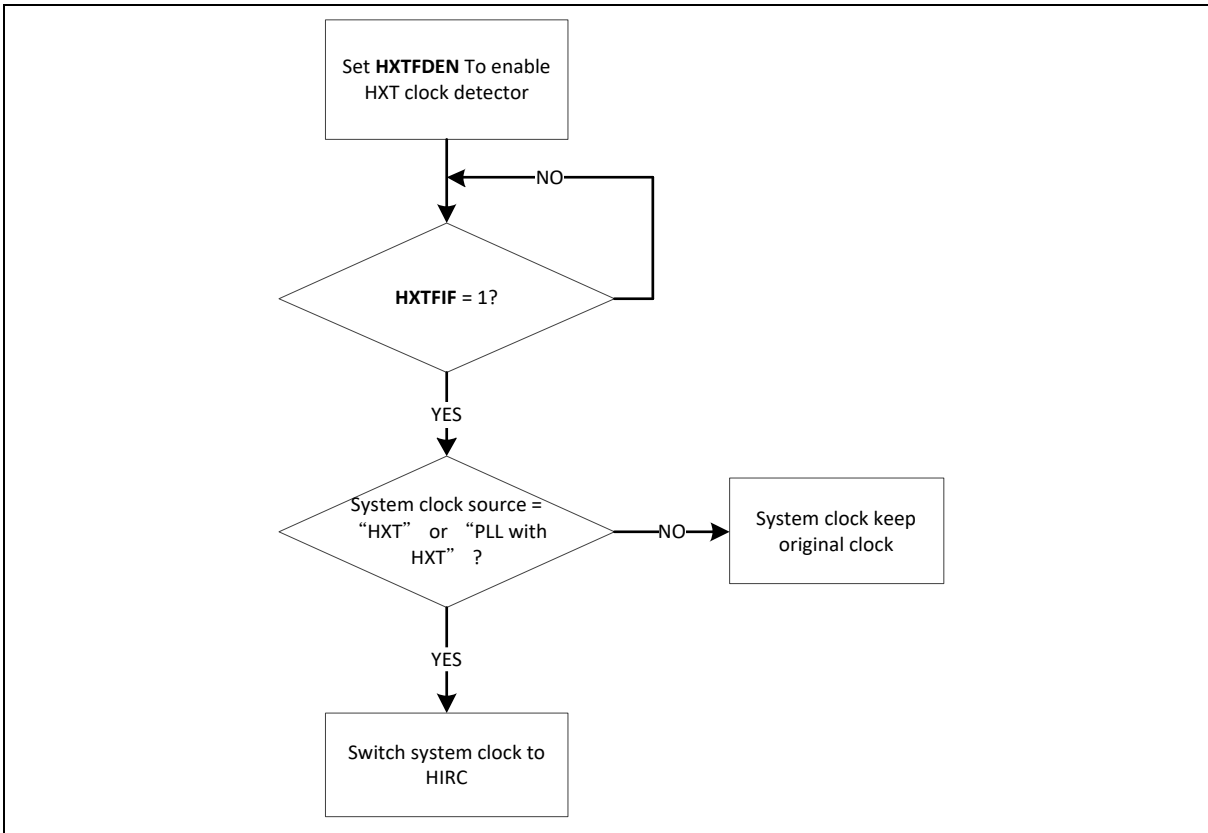 Set HXTFDEN To enable
HXT clock detector
NO
HXTFIF = 1?
YES
System clock source =
“HXT” or “PLL with
HXT” ?
NO
System clock keep
original clock
YES
Switch system clock to
HIRC